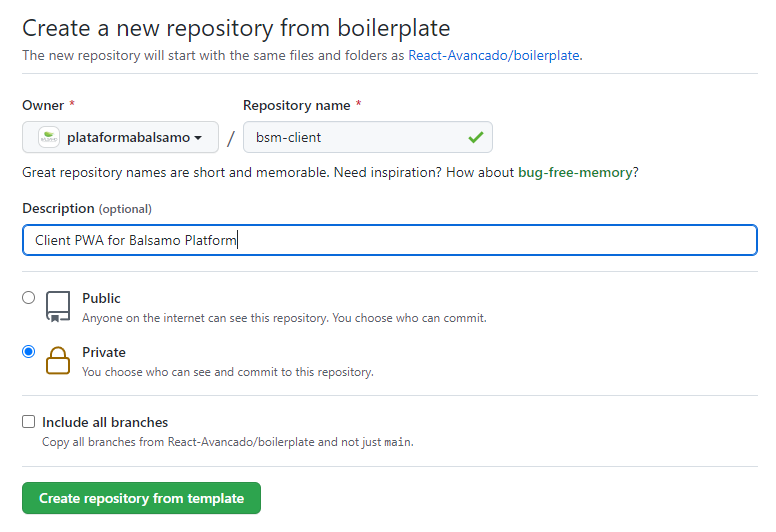 Create a new repository from boilerplate
The new repository will start with the same files and folders as React-Avancado/boilerplate.
Owner * Repository name *
plataformabalsamo / bsm-client
Great repository names are short and memorable. Need inspiration? How about bug-free-memory?
Description (optional)
Client PWA for Balsamo Platform
Public
Anyone on the internet can see this repository. You choose who can commit.
Private
You choose who can see and commit to this repository.
Include all branches
Copy all branches from React-Avancado/boilerplate and not just main.
Create repository from template